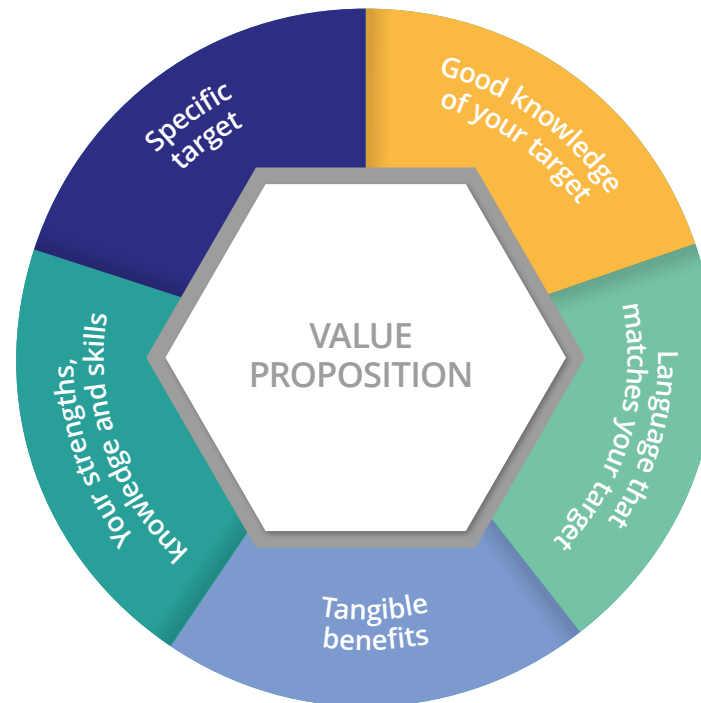 Specific
target
Good knowledge
of your target
Language that
matches your target
Tangible
benefits
Your strengths,
knowledge and skills
VALUE
PROPOSITION